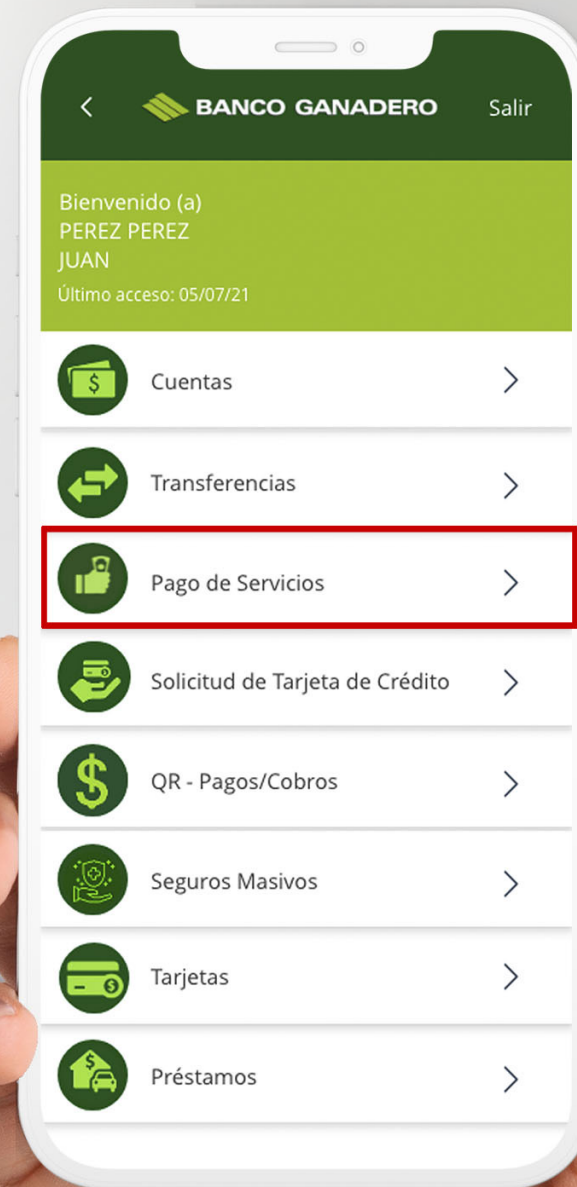 BANCO GANADERO
Salir
Bienvenido (a)
PEREZ PEREZ
JUAN
Último acceso: 05/07/21
Cuentas
Transferencias
Pago de Servicios
Solicitud de Tarjeta de Crédito
QR - Pagos/Cobros
Seguros Masivos
Tarjetas
Préstamos